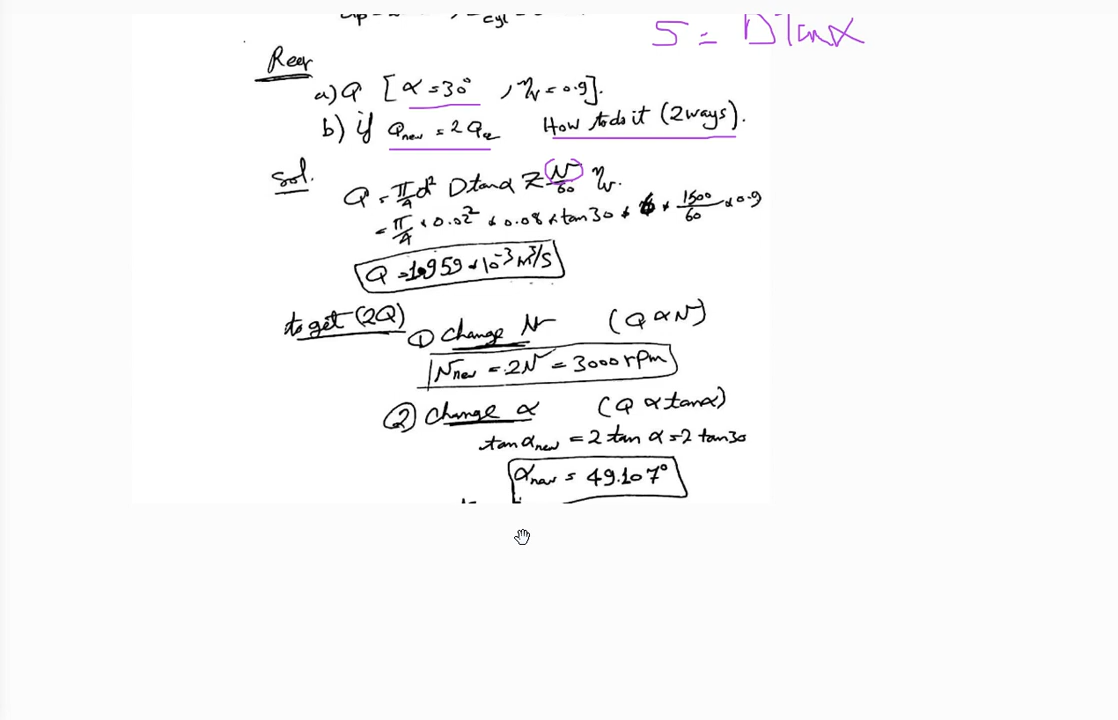 S = D Tan α
Reer
a) Q [ α = 30° , ηv = 0.9].
b) if Qnew = 2 Qa How to do it (2 ways).
Sol. Q = π/4 d² D tan α Z N/60 ηv.
= π/4 * 0.02² * 0.08 * tan 30 * 6 * 1500/60 * 0.9
Q = 1.959 * 10⁻³ m³/s
to get (2Q) ① Change N (Q α N)
Nnew = 2N = 3000 rpm
② Change α (Q α tan α)
tan αnew = 2 tan α = 2 tan 30
αnew = 49.107°